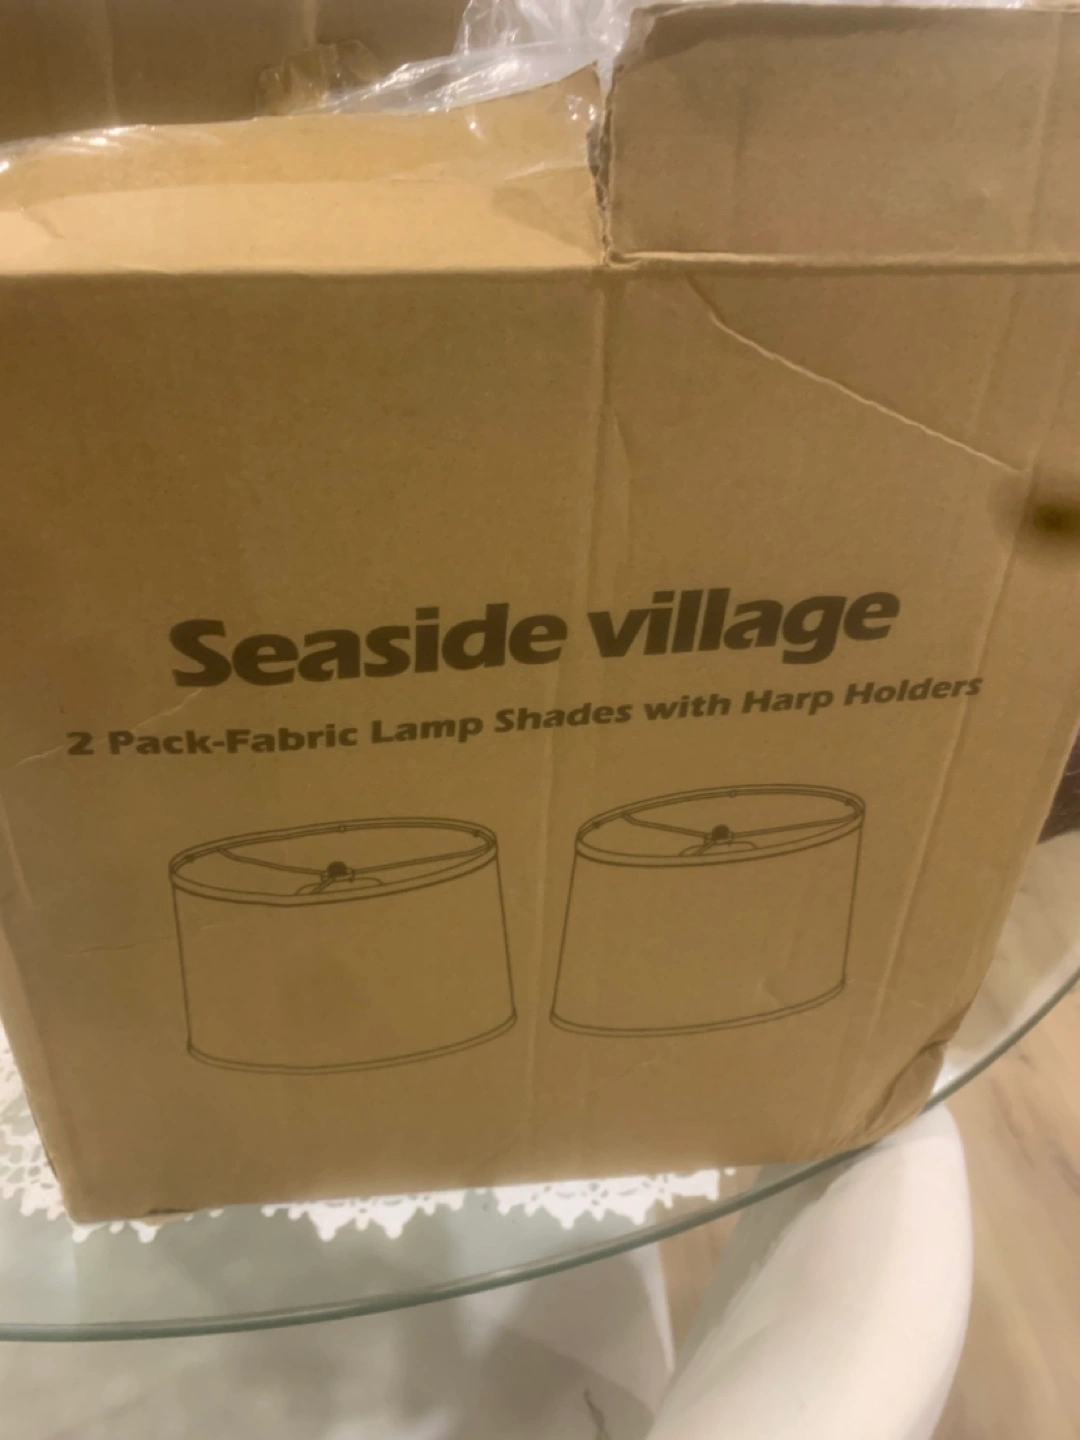 Seaside village
2 Pack-Fabric Lamp Shades with Harp Holders